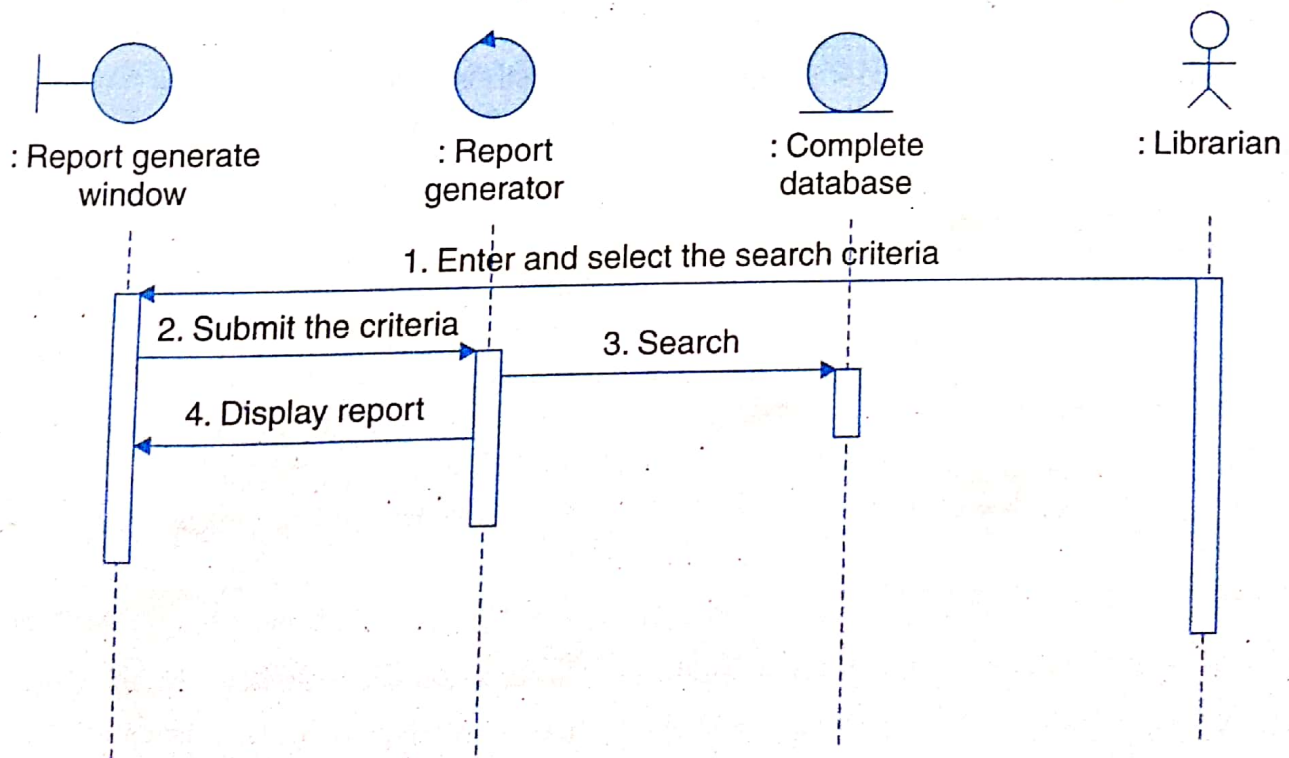 : Report generate
window
: Report
generator
: Complete
database
: Librarian
1. Enter and select the search criteria
2. Submit the criteria
3. Search
4. Display report